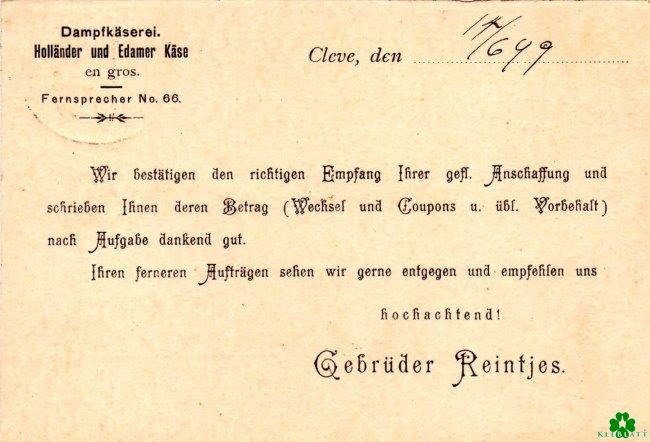 Dampfkäserei.
Holländer und Edamer Käse
en gros.
Fernsprecher No. 66.
Cleve, den 14/6 99
Wir bestätigen den richtigen Empfang Ihrer gefl. Anschaffung und
schrieben Ihnen deren Betrag (Wechsel und Coupons u. übl. Vorbehalt)
nach Aufgabe dankend gut.
Ihren ferneren Aufträgen sehen wir gerne entgegen und empfehlen uns
hochachtend!
Gebrüder Reintjes.
KLEBLATT